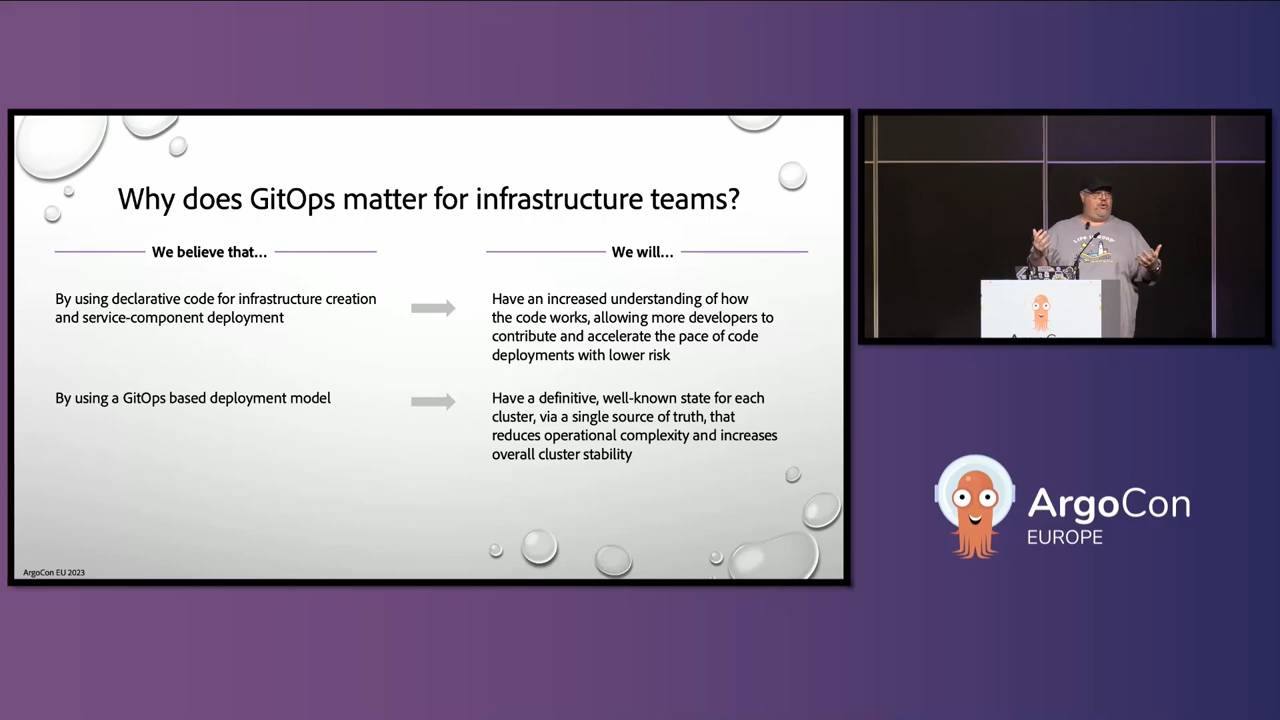 Why does GitOps matter for infrastructure teams?
We believe that...
We will...
By using declarative code for infrastructure creation
and service-component deployment
Have an increased understanding of how
the code works, allowing more developers to
contribute and accelerate the pace of code
deployments with lower risk
By using a GitOps based deployment model
Have a definitive, well-known state for each
cluster, via a single source of truth, that
reduces operational complexity and increases
overall cluster stability
ArgoCon EU 2023
LIFE IS GOOD
ArgoCon
EUROPE